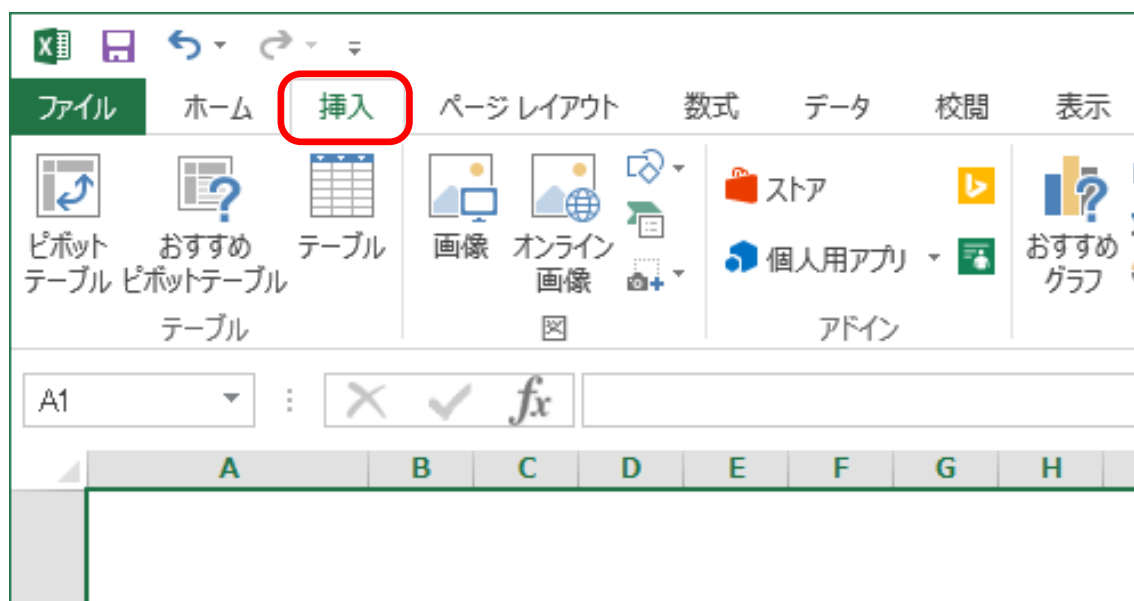 ファイル ホーム 挿入 ページ レイアウト 数式 データ 校閲 表示
ピボット
テーブル
おすすめ
ピボットテーブル
テーブル
画像
オンライン
画像
ストア
個人用アプリ
おすすめ
グラフ
テーブル
図
アドイン
A1
fx
A B C D E F G H